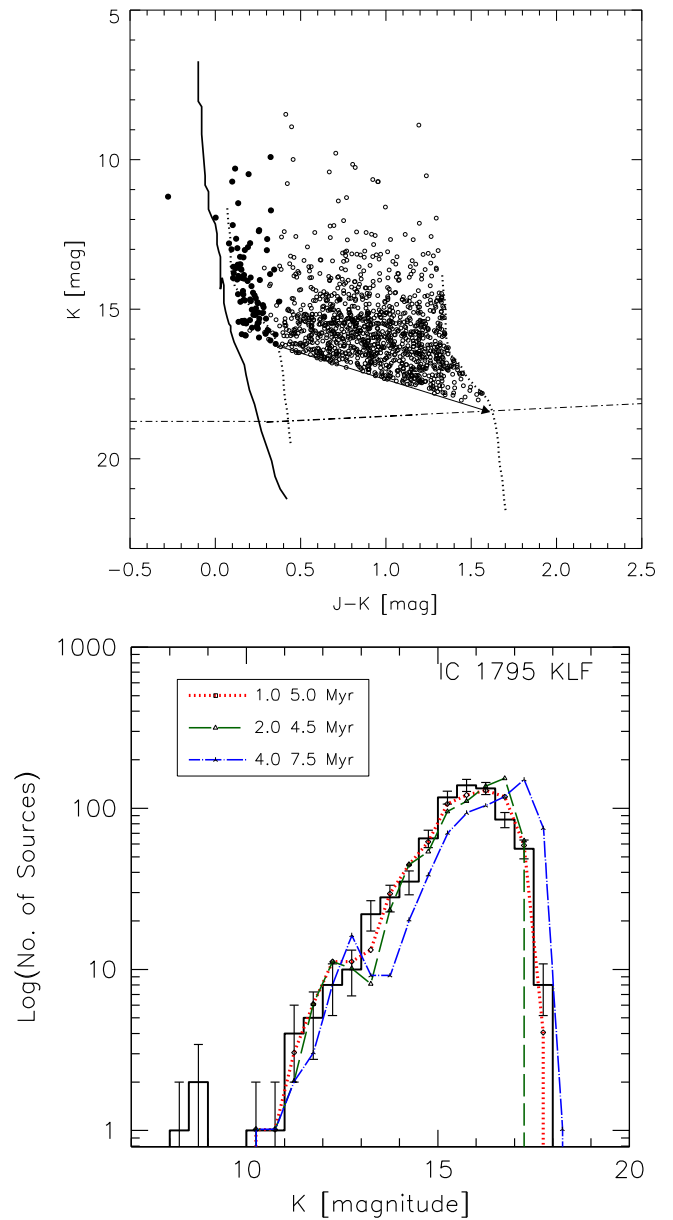 5
10
15
20
K [mag]
−0.5 0.0 0.5 1.0 1.5 2.0 2.5
J−K [mag]
1000
100
10
1
Log(No. of Sources)
IC 1795 KLF
1.0 5.0 Myr
2.0 4.5 Myr
4.0 7.5 Myr
10 15 20
K [magnitude]